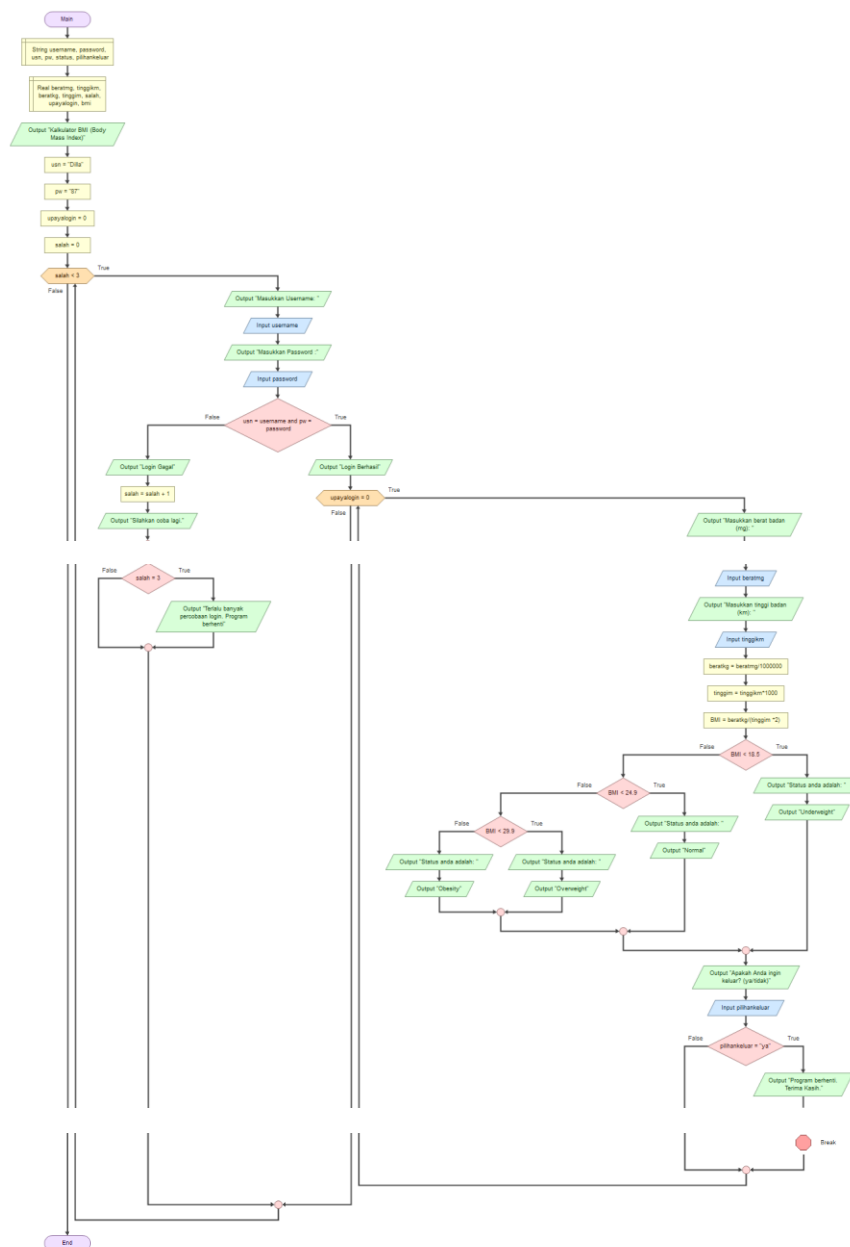 Main
String username, password,
usn, pw, status, pilihankeluar
Real beratmg, tinggikm,
beratkg, tinggim, salah,
upayalogin, bmi
Output "Kalkulator BMI (Body
Mass Index)"
usn = "Dilla"
pw = "87"
upayalogin = 0
salah = 0
salah < 3
True
False
Output "Masukkan Username: "
Input username
Output "Masukkan Password :"
Input password
usn = username and pw =
password
False
True
Output "Login Gagal"
salah = salah + 1
Output "Silahkan coba lagi."
Output "Login Berhasil"
upayalogin = 0
True
False
Output "Masukkan berat badan
(mg): "
False
salah = 3
True
Output "Terlalu banyak
percobaan login. Program
berhenti"
Input beratmg
Output "Masukkan tinggi badan
(km): "
Input tinggikm
beratkg = beratmg/1000000
tinggim = tinggikm*1000
BMI = beratkg/(tinggim *2)
False
BMI < 18.5
True
Output "Status anda adalah: "
Output "Underweight"
False
BMI < 24.9
True
Output "Status anda adalah: "
Output "Normal"
False
BMI < 29.9
True
Output "Status anda adalah: "
Output "Obesity"
Output "Status anda adalah: "
Output "Overweight"
Output "Apakah Anda ingin
keluar? (ya/tidak)"
Input pilihankeluar
False
pilihankeluar = "ya"
True
Output "Program berhenti.
Terima Kasih."
Break
End